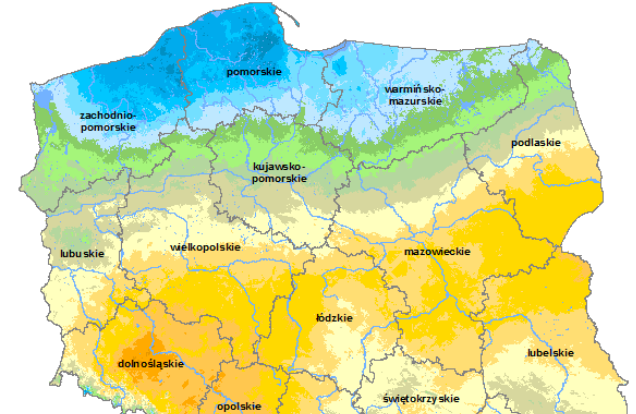 pomorskie
warmińsko-
mazurskie
zachodnio-
pomorskie
podlaskie
kujawsko-
pomorskie
wielkopolskie
mazowieckie
lubuskie
łódzkie
lubelskie
dolnośląskie
świętokrzyskie
opolskie